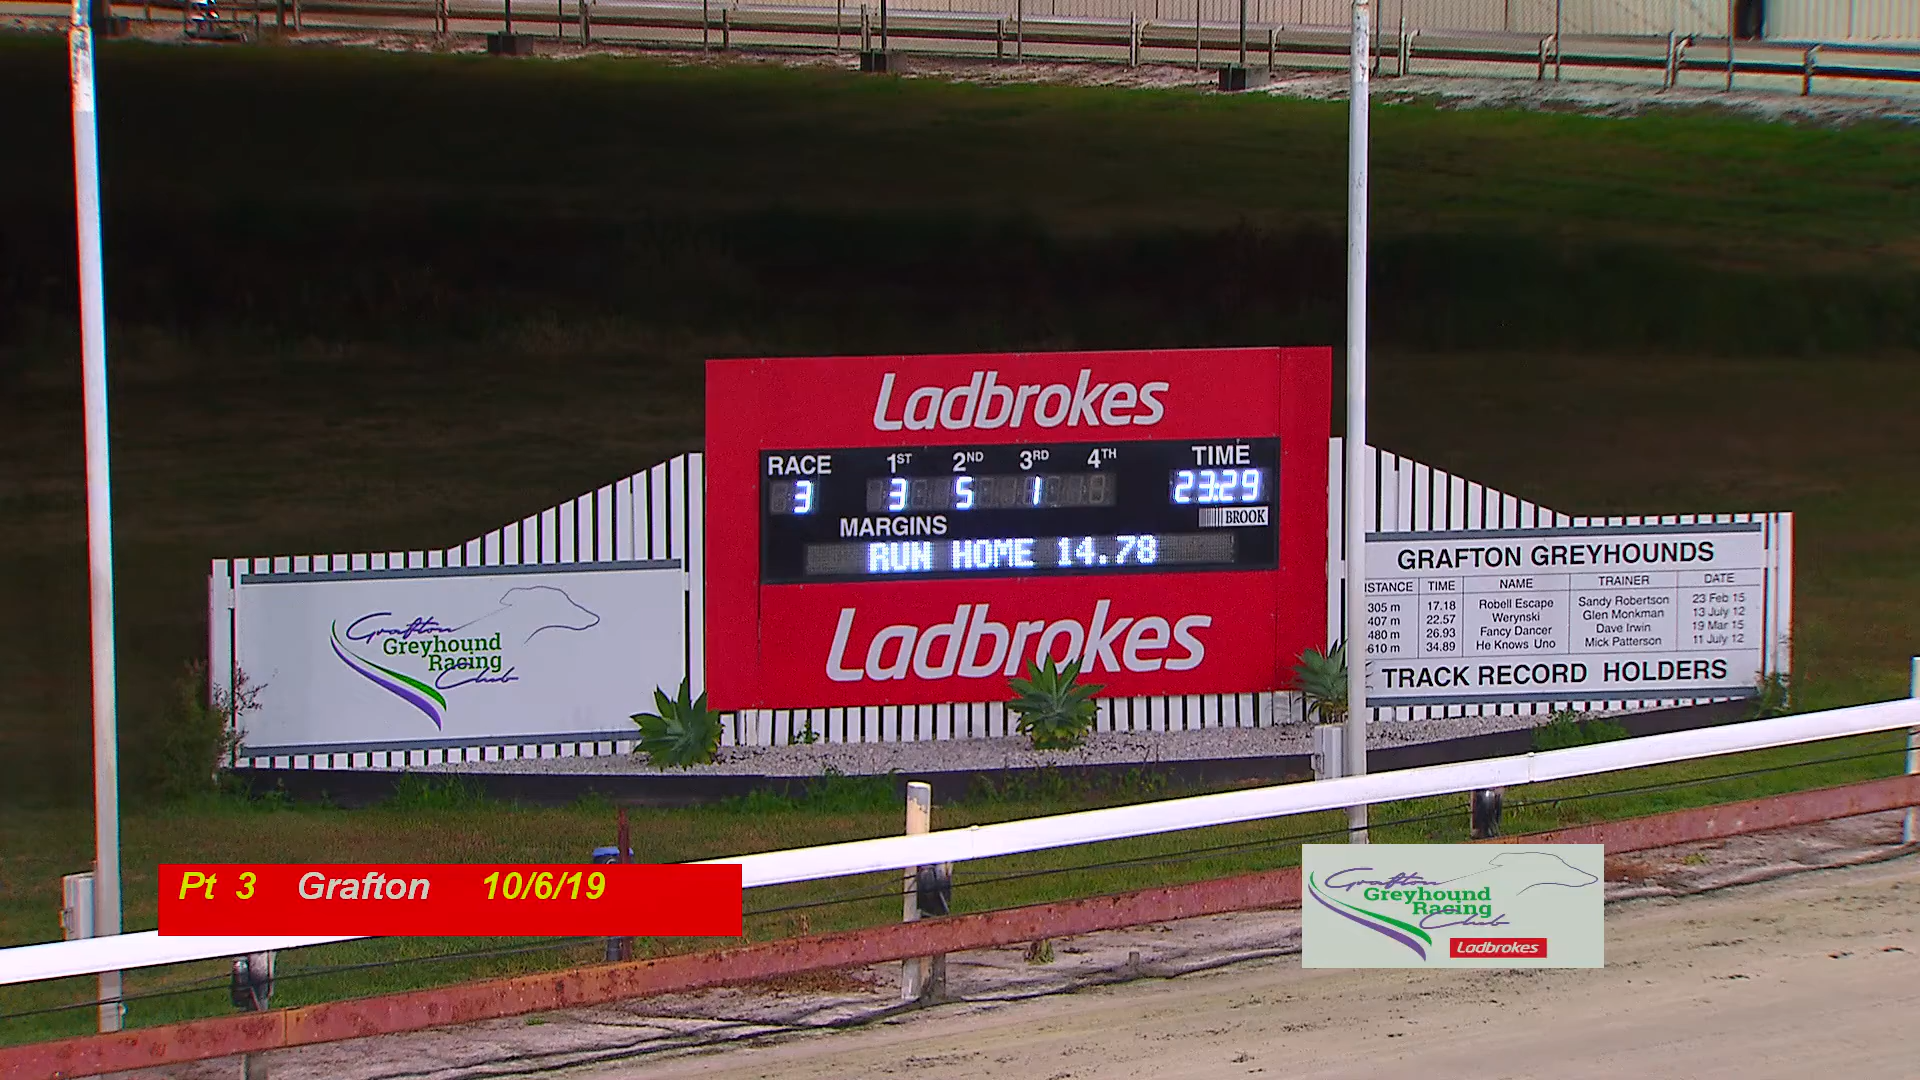 Ladbrokes
RACE 1ST 2ND 3RD 4TH TIME
3 3 5 1 23:29
BROOK
MARGINS
RUN HOME 14.78
Ladbrokes
Grafton
Greyhound
Racing
Club
GRAFTON GREYHOUNDS
ISTANCE TIME NAME TRAINER DATE
305 m 17.18 Robell Escape Sandy Robertson 23 Feb 15
407 m 22.57 Werynski Glen Monkman 13 July 12
480 m 26.93 Fancy Dancer Dave Irwin 19 Mar 15
610 m 34.89 He Knows Uno Mick Patterson 11 July 12
TRACK RECORD HOLDERS
Pt 3 Grafton 10/6/19
Grafton
Greyhound
Racing
Club
Ladbrokes